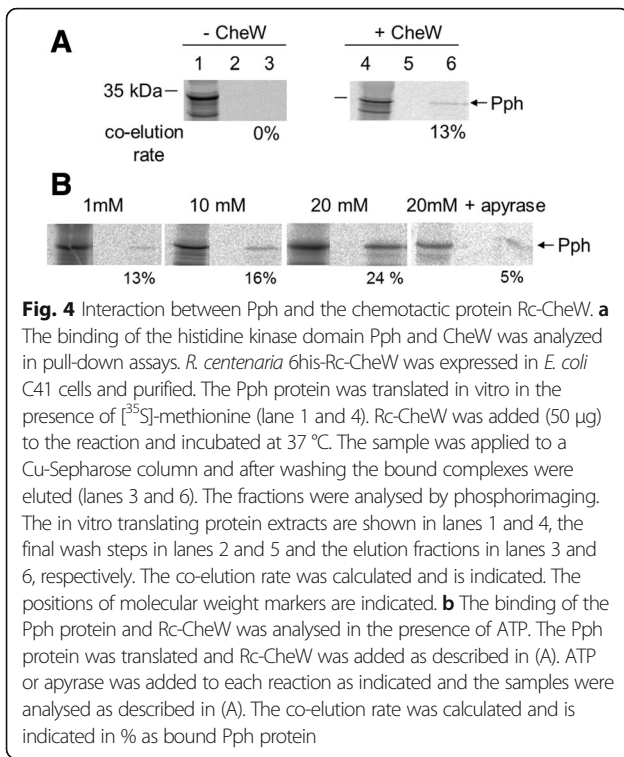 A
- CheW + CheW
1 2 3 4 5 6
35 kDa
Pph
co-elution 0% 13%
rate
B
1mM 10 mM 20 mM 20mM + apyrase
Pph
13% 16% 24 % 5%
Fig. 4 Interaction between Pph and the chemotactic protein Rc-CheW. a
The binding of the histidine kinase domain Pph and CheW was analyzed
in pull-down assays. R. centenaria 6his-Rc-CheW was expressed in E. coli
C41 cells and purified. The Pph protein was translated in vitro in the
presence of [³⁵S]-methionine (lane 1 and 4). Rc-CheW was added (50 μg)
to the reaction and incubated at 37 °C. The sample was applied to a
Cu-Sepharose column and after washing the bound complexes were
eluted (lanes 3 and 6). The fractions were analysed by phosphorimaging.
The in vitro translating protein extracts are shown in lanes 1 and 4, the
final wash steps in lanes 2 and 5 and the elution fractions in lanes 3 and
6, respectively. The co-elution rate was calculated and is indicated. The
positions of molecular weight markers are indicated. b The binding of the
Pph protein and Rc-CheW was analysed in the presence of ATP. The Pph
protein was translated and Rc-CheW was added as described in (A). ATP
or apyrase was added to each reaction as indicated and the samples were
analysed as described in (A). The co-elution rate was calculated and is
indicated in % as bound Pph protein